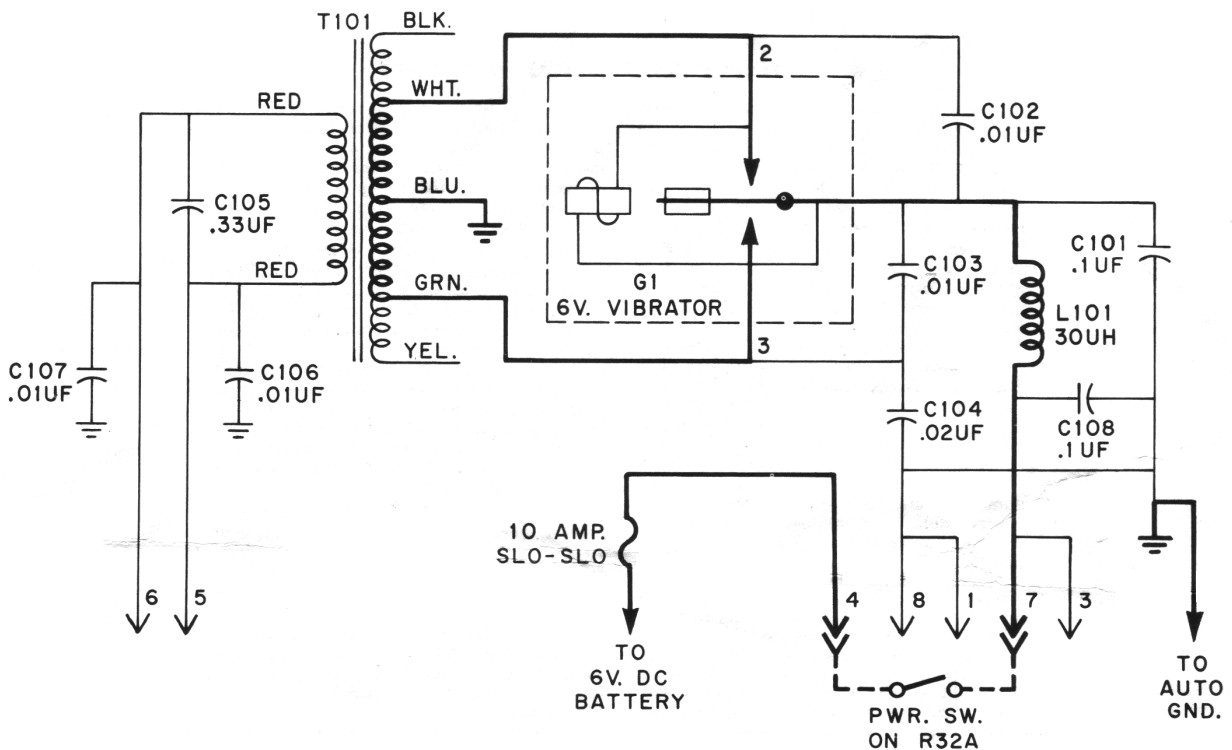 T101
BLK.
2
WHT.
RED
C102
.01UF
BLU.
C105
.33UF
C101
.1UF
C103
.01UF
RED
G1
GRN.
6V. VIBRATOR
L101
30UH
3
YEL.
C107
.01UF
C106
.01UF
C104
.02UF
C108
.1UF
10 AMP.
SLO-SLO
6
5
4
8
1
7
3
TO
6V. DC
BATTERY
TO
AUTO
GND.
PWR. SW.
ON R32A